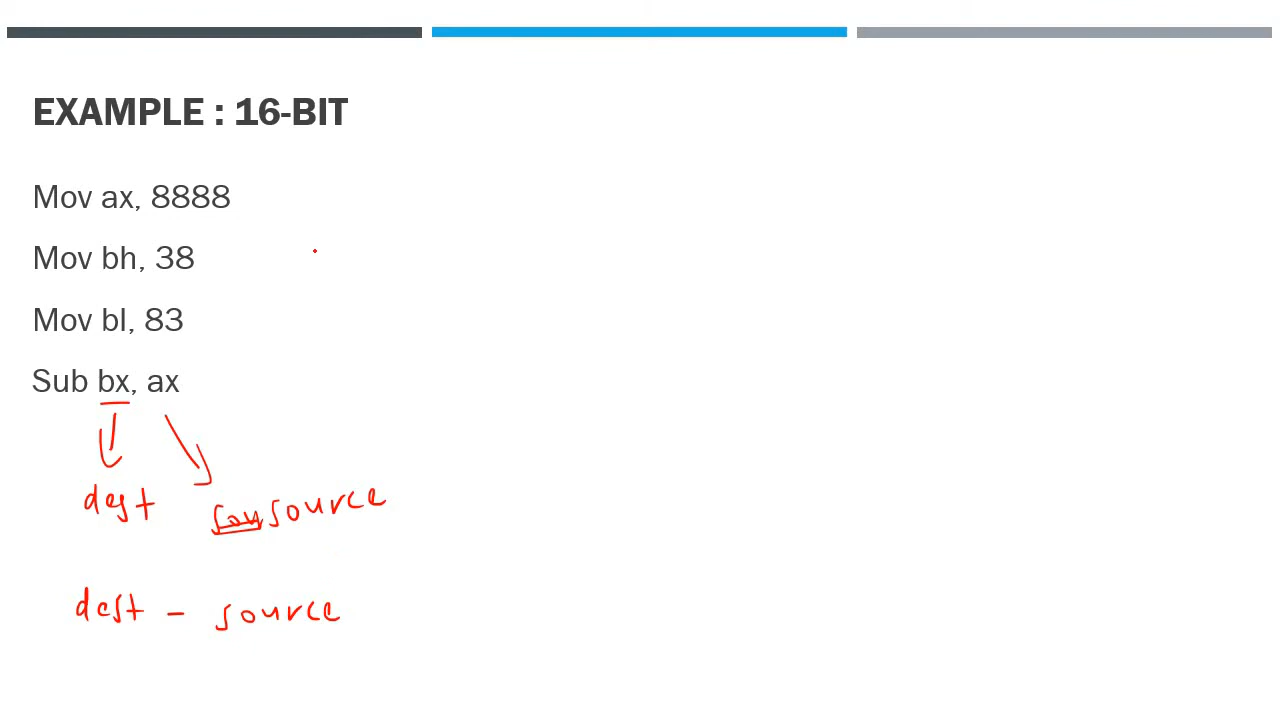 EXAMPLE : 16-BIT
Mov ax, 8888
Mov bh, 38
Mov bl, 83
Sub bx, ax
dest source
dest - source